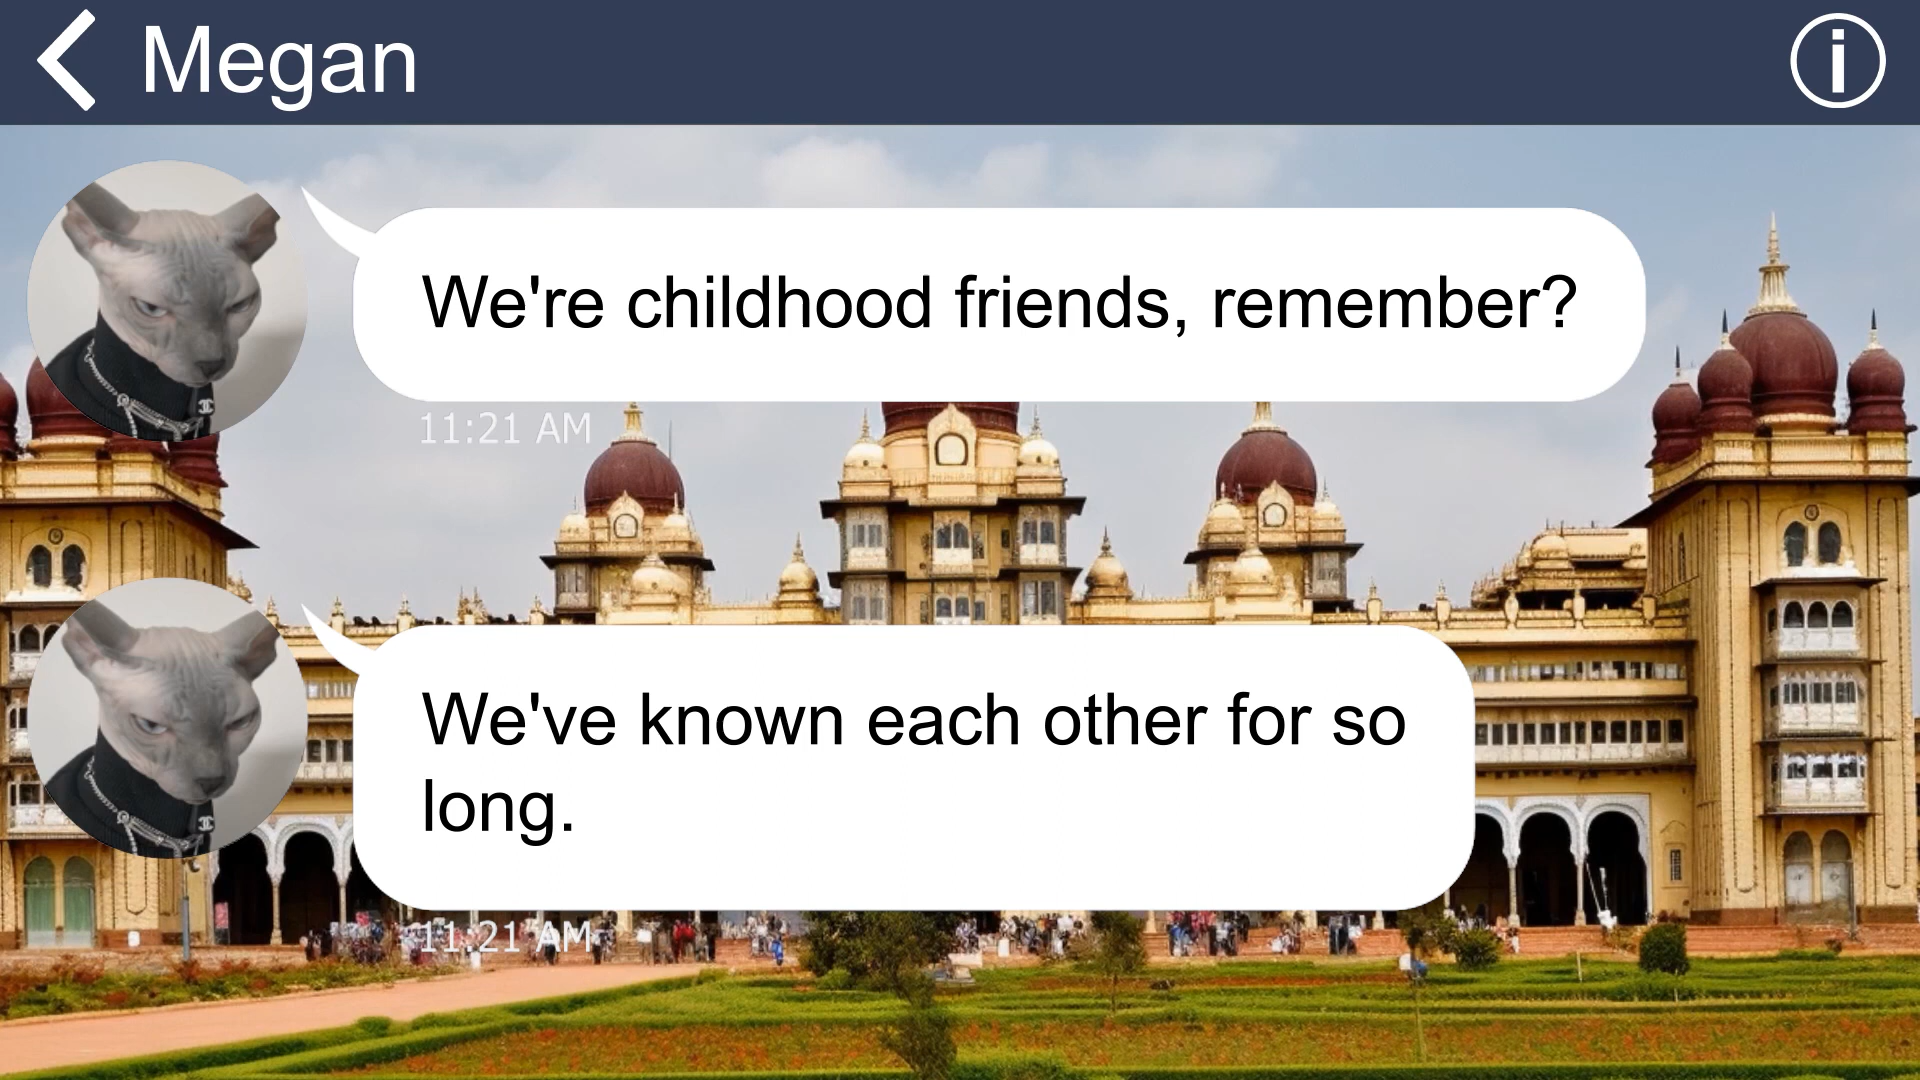 Megan
We're childhood friends, remember?
11:21 AM
We've known each other for so
long.
11:21 AM